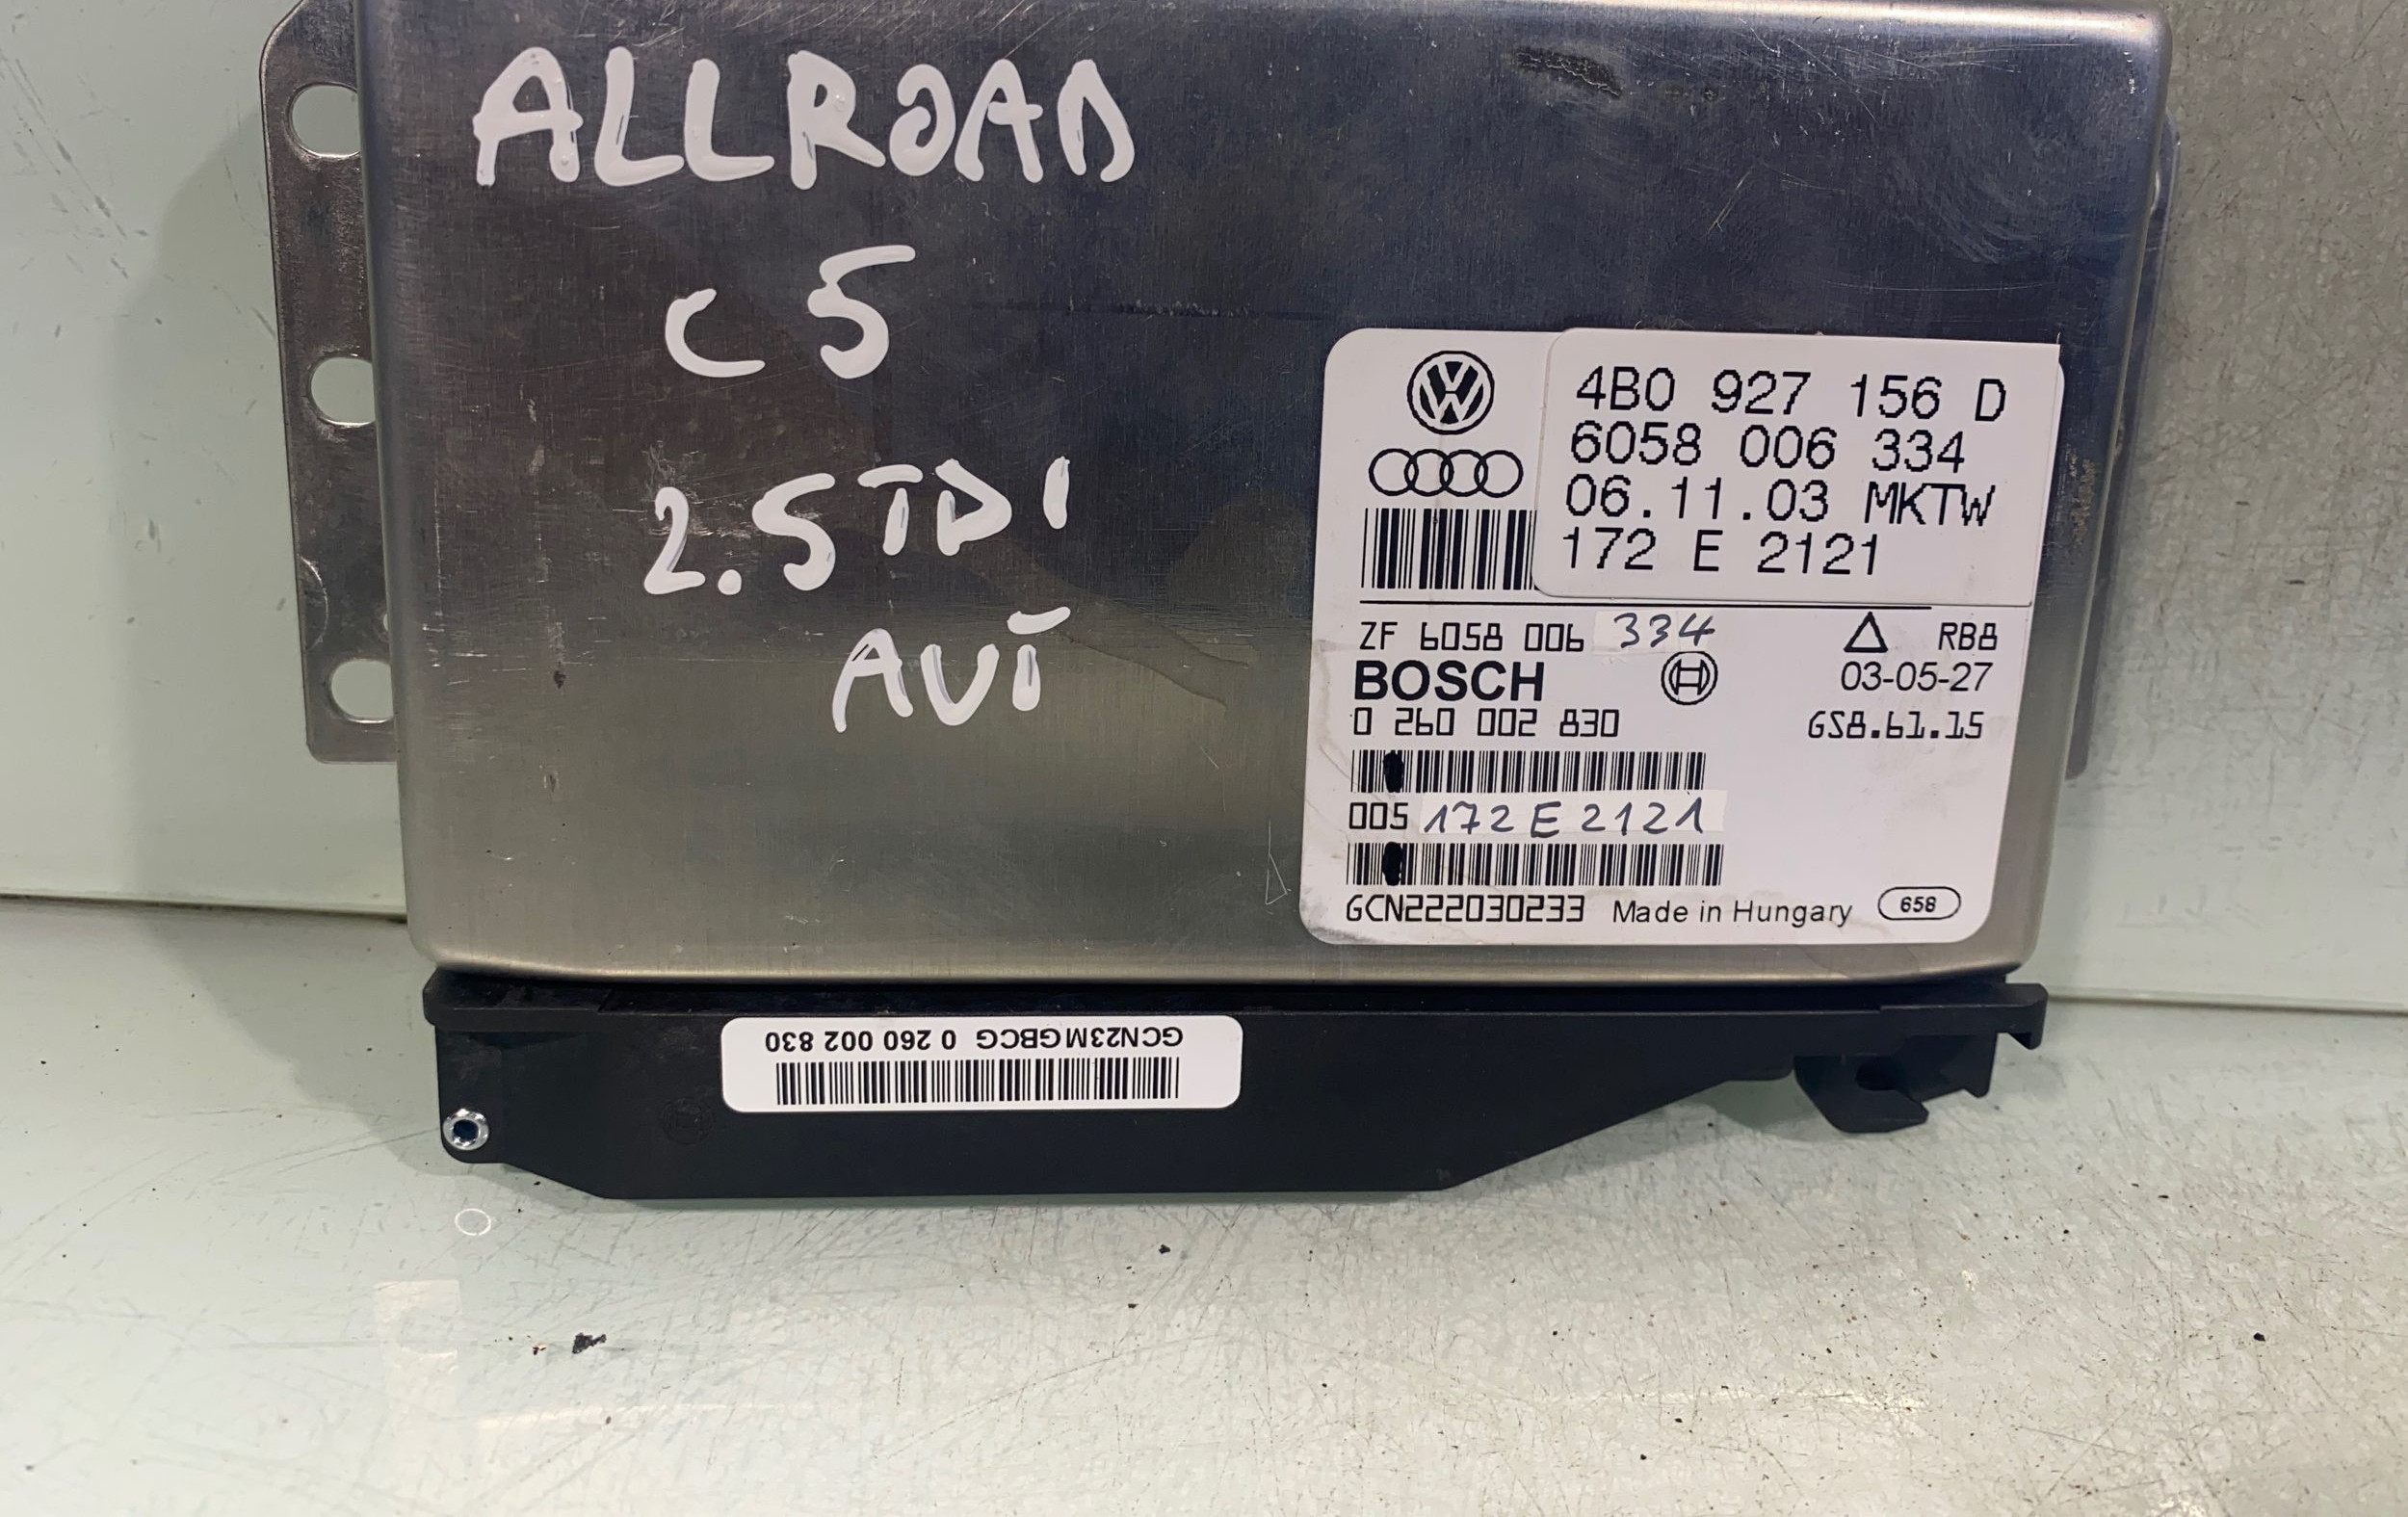 ALLROAD
C5
2.5 TDI
AUT
4B0 927 156 D
6058 006 334
06.11.03 MKTW
172 E 2121
ZF 6058 006 334 RB8
BOSCH 03-05-27
0 260 002 830 GS8.61.15
005 172 E 2121
GCN222030233 Made in Hungary 658
GCN23MGBCG 0 260 002 830